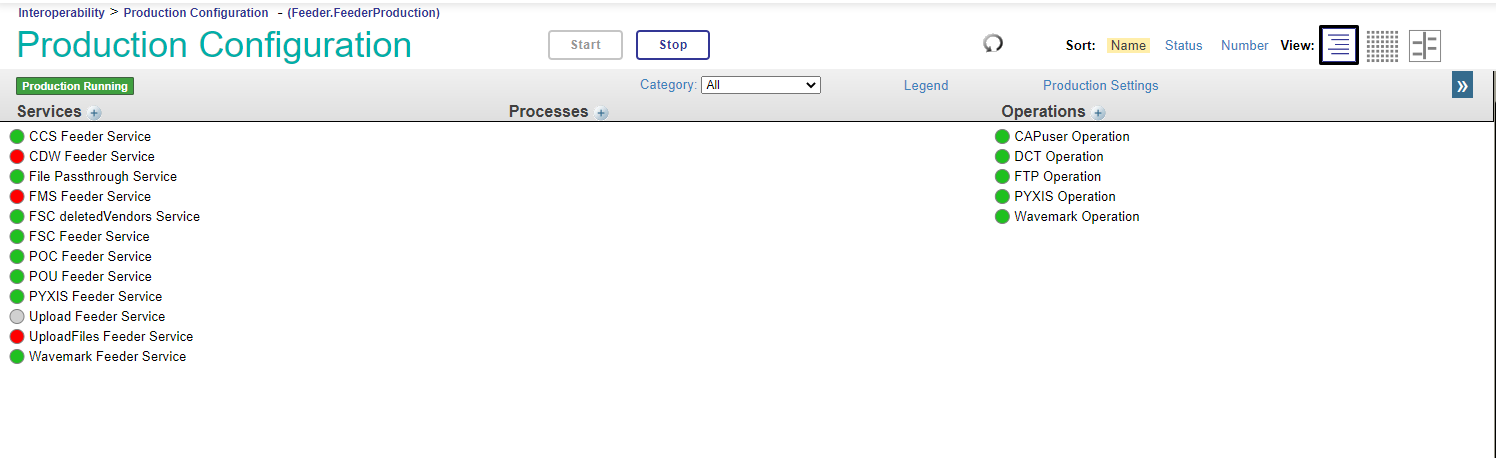 Interoperability > Production Configuration - (Feeder.FeederProduction)
Production Configuration
Start
Stop
Sort: Name Status Number View:
Production Running
Category: All
Legend
Production Settings
»
Services +
Processes +
Operations +
CCS Feeder Service
CDW Feeder Service
File Passthrough Service
FMS Feeder Service
FSC deletedVendors Service
FSC Feeder Service
POC Feeder Service
POU Feeder Service
PYXIS Feeder Service
Upload Feeder Service
UploadFiles Feeder Service
Wavemark Feeder Service
CAPuser Operation
DCT Operation
FTP Operation
PYXIS Operation
Wavemark Operation